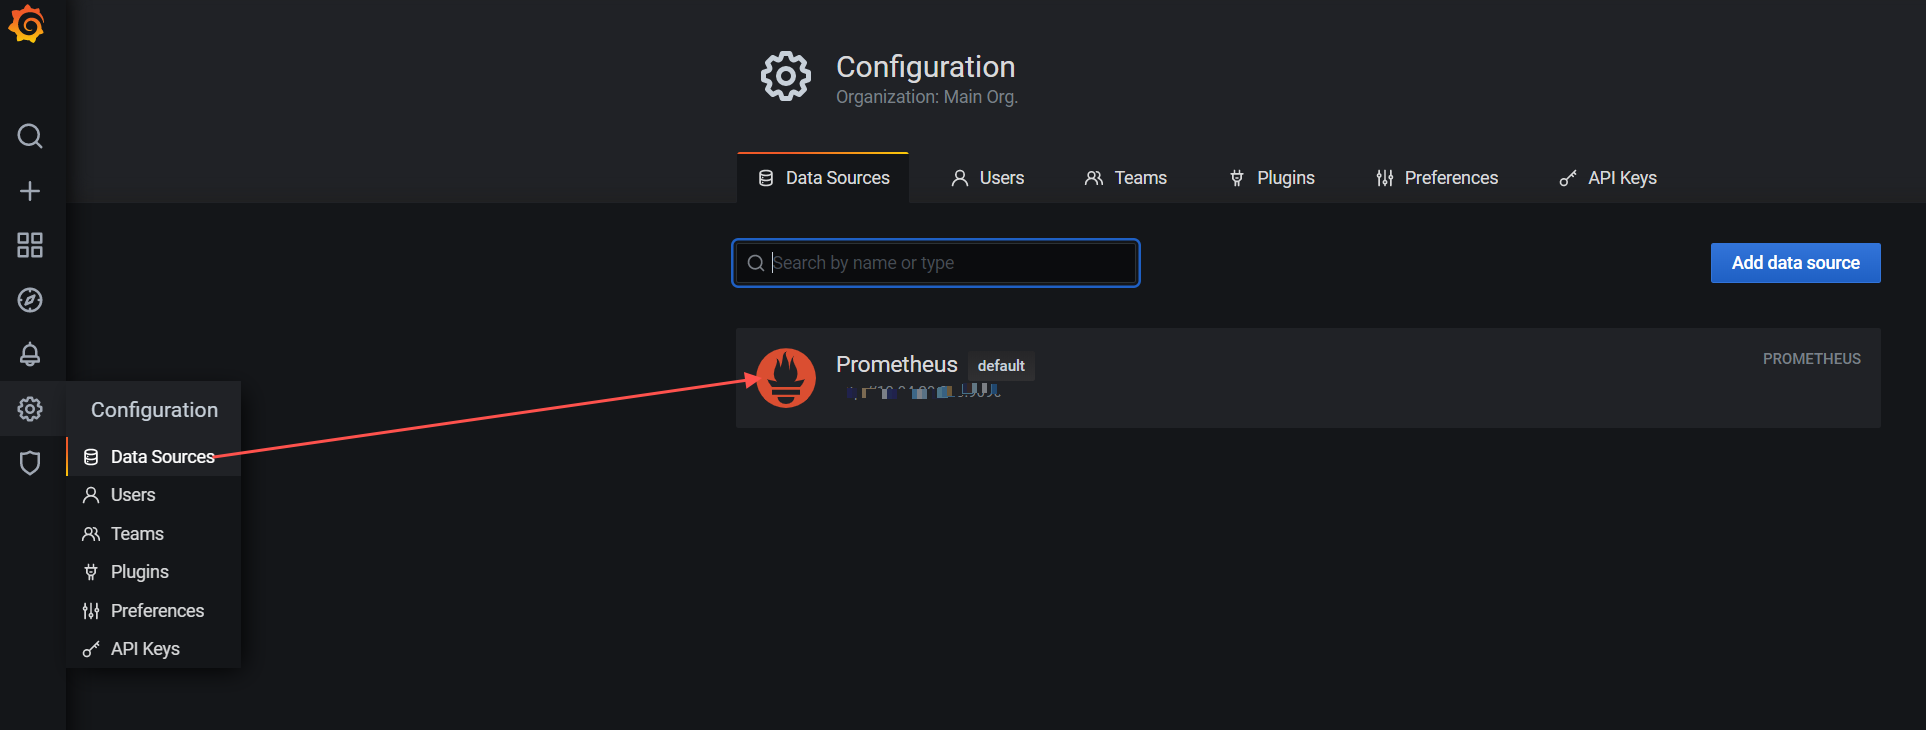 Configuration
Organization: Main Org.
Data Sources
Users
Teams
Plugins
Preferences
API Keys
Search by name or type
Add data source
Prometheus
default
PROMETHEUS
Configuration
Data Sources
Users
Teams
Plugins
Preferences
API Keys